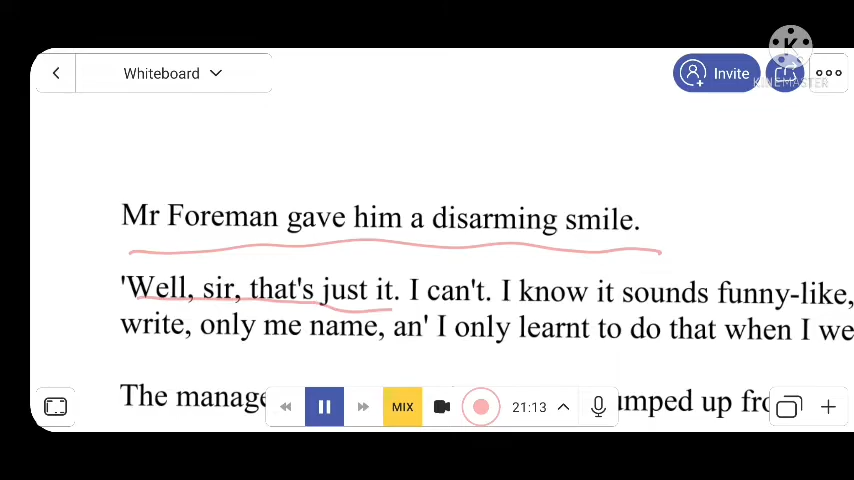 Whiteboard
Invite
KINEMASTER
Mr Foreman gave him a disarming smile.
'Well, sir, that's just it. I can't. I know it sounds funny-like,
write, only me name, an' I only learnt to do that when I we
The manage
umped up fro
MIX
21:13